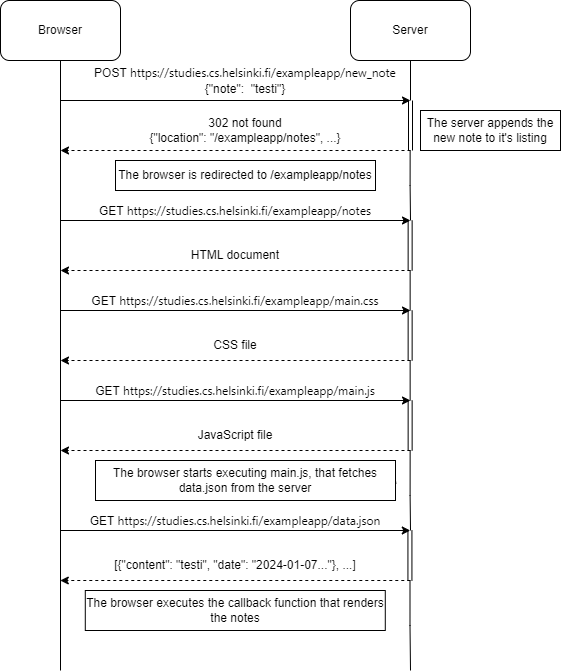 Browser
Server
POST https://studies.cs.helsinki.fi/exampleapp/new_note
{"note": "testi"}
302 not found
{"location": "/exampleapp/notes", ...}
The server appends the
new note to it's listing
The browser is redirected to /exampleapp/notes
GET https://studies.cs.helsinki.fi/exampleapp/notes
HTML document
GET https://studies.cs.helsinki.fi/exampleapp/main.css
CSS file
GET https://studies.cs.helsinki.fi/exampleapp/main.js
JavaScript file
The browser starts executing main.js, that fetches
data.json from the server
GET https://studies.cs.helsinki.fi/exampleapp/data.json
[{"content": "testi", "date": "2024-01-07..."}, ...]
The browser executes the callback function that renders
the notes